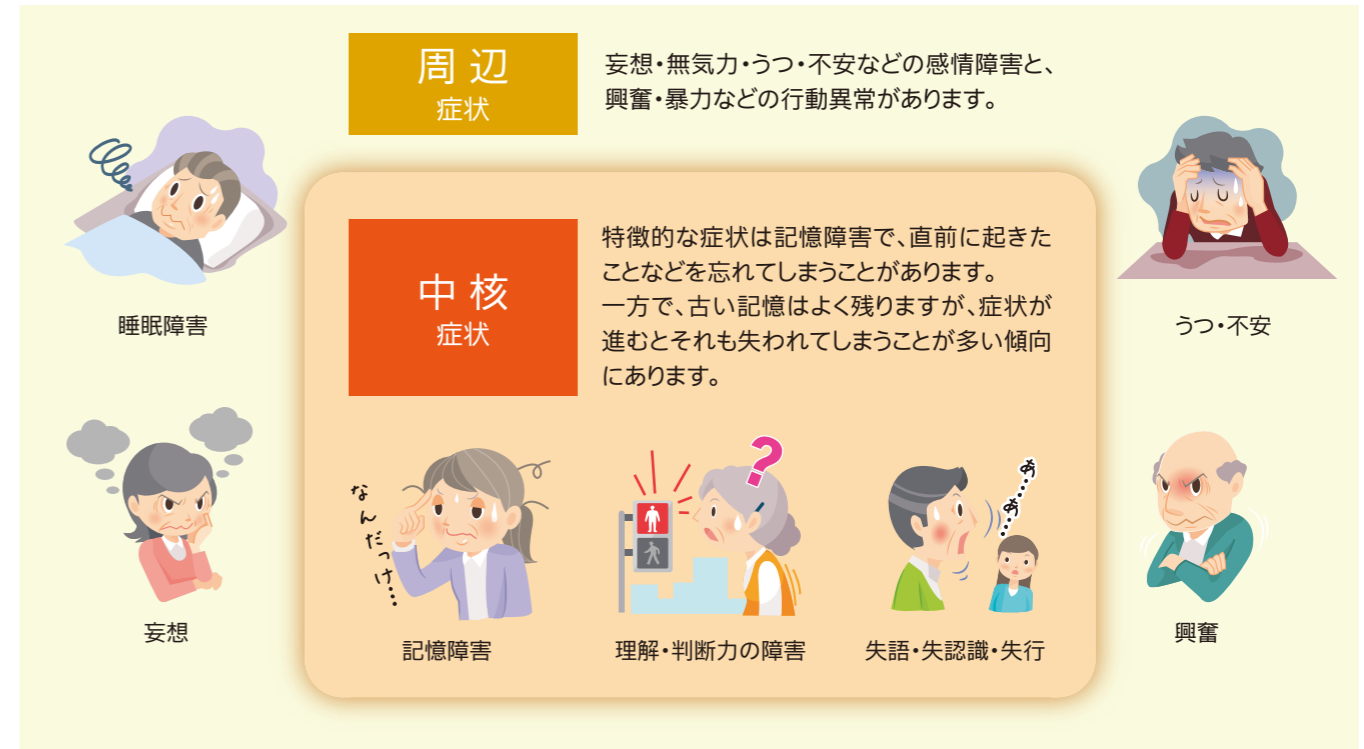 周辺
症状
妄想・無気力・うつ・不安などの感情障害と、
興奮・暴力などの行動異常があります。
中核
症状
特徴的な症状は記憶障害で、直前に起きた
ことなどを忘れてしまうことがあります。
一方で、古い記憶はよく残りますが、症状が
進むとそれも失われてしまうことが多い傾向
にあります。
睡眠障害
うつ・不安
妄想
なんだっけ…
記憶障害
?
理解・判断力の障害
あ…あ…
失語・失認識・失行
興奮